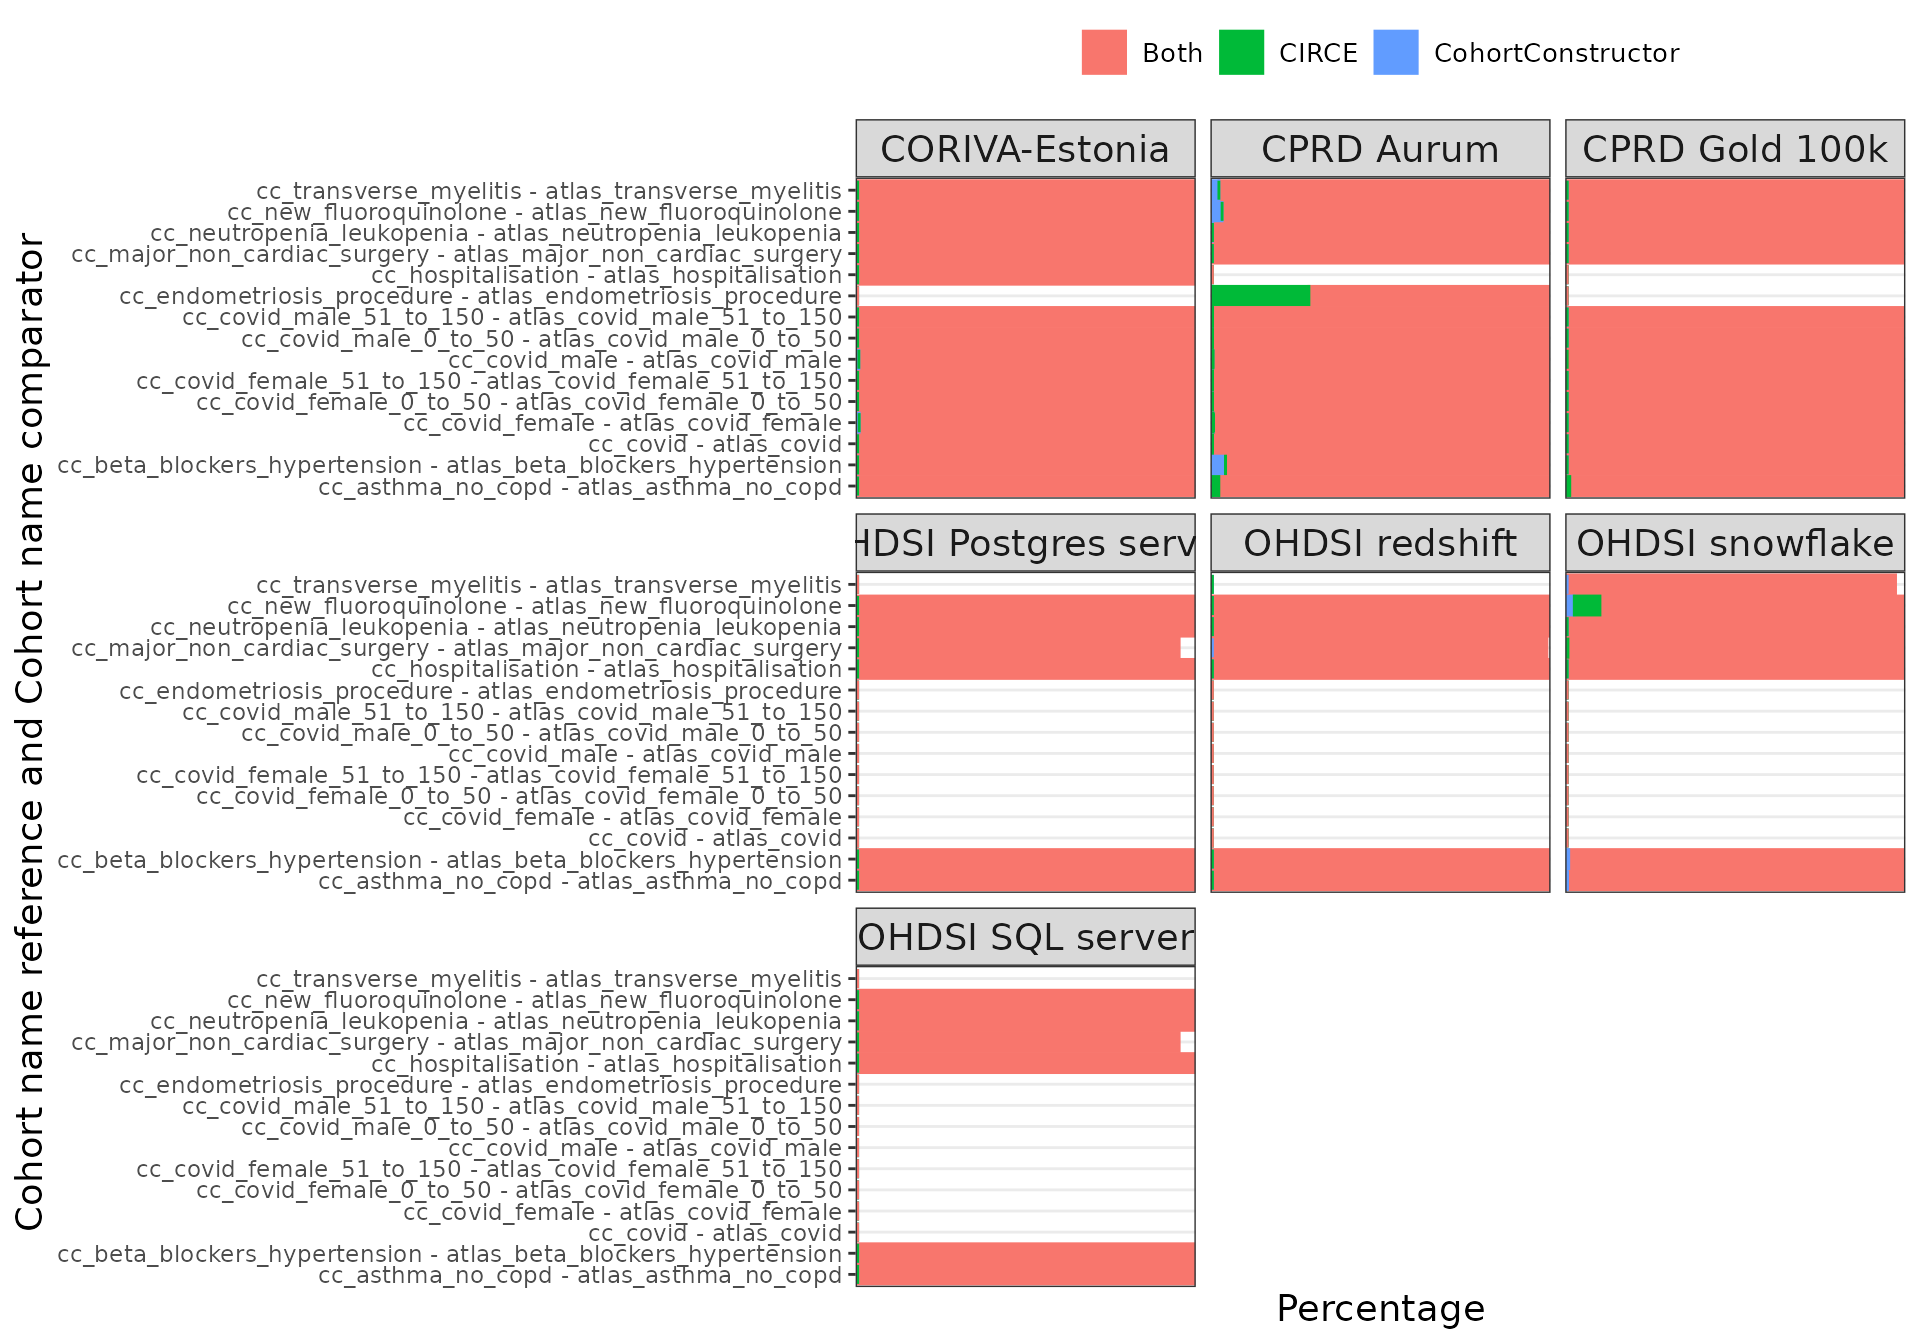 Both CIRCE CohortConstructor
CORIVA-Estonia CPRD Aurum CPRD Gold 100k
cc_transverse_myelitis - atlas_transverse_myelitis
cc_new_fluoroquinolone - atlas_new_fluoroquinolone
cc_neutropenia_leukopenia - atlas_neutropenia_leukopenia
cc_major_non_cardiac_surgery - atlas_major_non_cardiac_surgery
cc_hospitalisation - atlas_hospitalisation
cc_endometriosis_procedure - atlas_endometriosis_procedure
cc_covid_male_51_to_150 - atlas_covid_male_51_to_150
cc_covid_male_0_to_50 - atlas_covid_male_0_to_50
cc_covid_male - atlas_covid_male
cc_covid_female_51_to_150 - atlas_covid_female_51_to_150
cc_covid_female_0_to_50 - atlas_covid_female_0_to_50
cc_covid_female - atlas_covid_female
cc_covid - atlas_covid
cc_beta_blockers_hypertension - atlas_beta_blockers_hypertension
cc_asthma_no_copd - atlas_asthma_no_copd
HDSI Postgres serv OHDSI redshift OHDSI snowflake
cc_transverse_myelitis - atlas_transverse_myelitis
cc_new_fluoroquinolone - atlas_new_fluoroquinolone
cc_neutropenia_leukopenia - atlas_neutropenia_leukopenia
cc_major_non_cardiac_surgery - atlas_major_non_cardiac_surgery
cc_hospitalisation - atlas_hospitalisation
cc_endometriosis_procedure - atlas_endometriosis_procedure
cc_covid_male_51_to_150 - atlas_covid_male_51_to_150
cc_covid_male_0_to_50 - atlas_covid_male_0_to_50
cc_covid_male - atlas_covid_male
cc_covid_female_51_to_150 - atlas_covid_female_51_to_150
cc_covid_female_0_to_50 - atlas_covid_female_0_to_50
cc_covid_female - atlas_covid_female
cc_covid - atlas_covid
cc_beta_blockers_hypertension - atlas_beta_blockers_hypertension
cc_asthma_no_copd - atlas_asthma_no_copd
OHDSI SQL server
cc_transverse_myelitis - atlas_transverse_myelitis
cc_new_fluoroquinolone - atlas_new_fluoroquinolone
cc_neutropenia_leukopenia - atlas_neutropenia_leukopenia
cc_major_non_cardiac_surgery - atlas_major_non_cardiac_surgery
cc_hospitalisation - atlas_hospitalisation
cc_endometriosis_procedure - atlas_endometriosis_procedure
cc_covid_male_51_to_150 - atlas_covid_male_51_to_150
cc_covid_male_0_to_50 - atlas_covid_male_0_to_50
cc_covid_male - atlas_covid_male
cc_covid_female_51_to_150 - atlas_covid_female_51_to_150
cc_covid_female_0_to_50 - atlas_covid_female_0_to_50
cc_covid_female - atlas_covid_female
cc_covid - atlas_covid
cc_beta_blockers_hypertension - atlas_beta_blockers_hypertension
cc_asthma_no_copd - atlas_asthma_no_copd
Percentage
Cohort name reference and Cohort name comparator